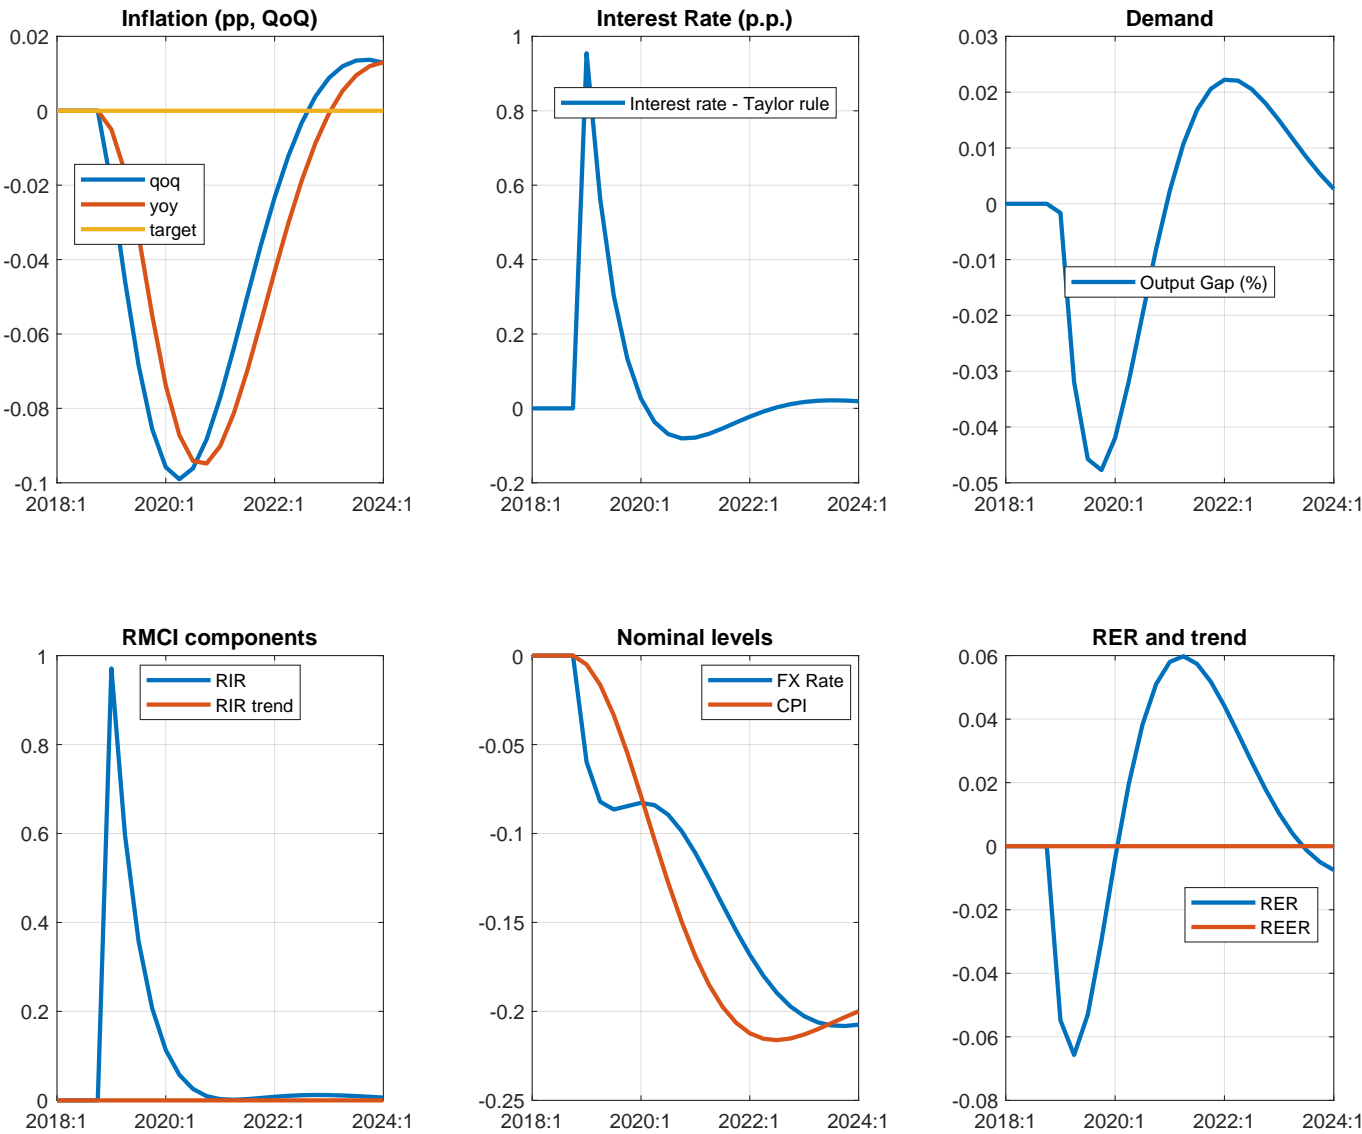 Inflation (pp, QoQ)
0.02
0
-0.02
-0.04
-0.06
-0.08
-0.1
qoq
yoy
target
2018:1 2020:1 2022:1 2024:1
Interest Rate (p.p.)
1
0.8
0.6
0.4
0.2
0
-0.2
Interest rate - Taylor rule
2018:1 2020:1 2022:1 2024:1
Demand
0.03
0.02
0.01
0
-0.01
-0.02
-0.03
-0.04
-0.05
Output Gap (%)
2018:1 2020:1 2022:1 2024:1
RMCI components
1
0.8
0.6
0.4
0.2
0
RIR
RIR trend
2018:1 2020:1 2022:1 2024:1
Nominal levels
0
-0.05
-0.1
-0.15
-0.2
-0.25
FX Rate
CPI
2018:1 2020:1 2022:1 2024:1
RER and trend
0.06
0.04
0.02
0
-0.02
-0.04
-0.06
-0.08
RER
REER
2018:1 2020:1 2022:1 2024:1